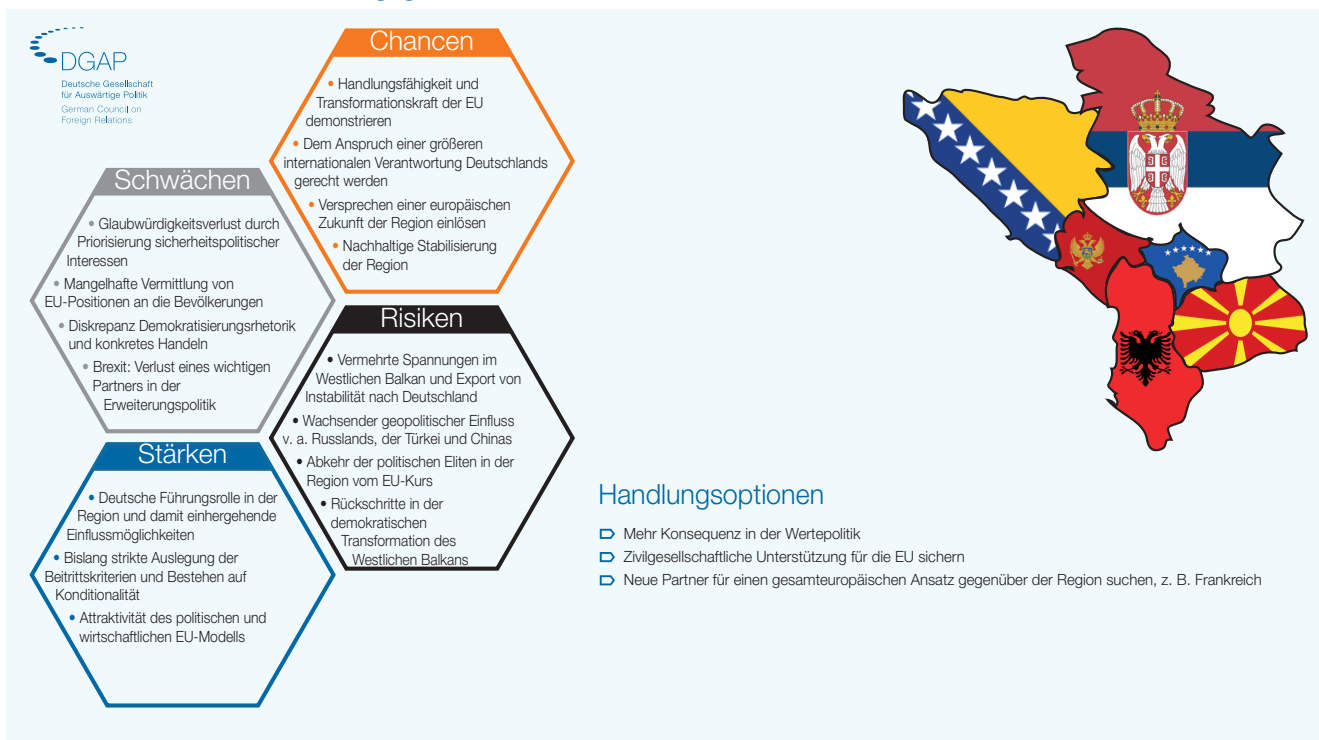 DGAP
Deutsche Gesellschaft
für Auswärtige Politik
German Council on
Foreign Relations
Chancen
• Handlungsfähigkeit und
Transformationskraft der EU
demonstrieren
• Dem Anspruch einer größeren
internationalen Verantwortung Deutschlands
gerecht werden
• Versprechen einer europäischen
Zukunft der Region einlösen
• Nachhaltige Stabilisierung
der Region
Schwächen
• Glaubwürdigkeitsverlust durch
Priorisierung sicherheitspolitischer
Interessen
• Mangelhafte Vermittlung von
EU-Positionen an die Bevölkerungen
• Diskrepanz Demokratisierungsrhetorik
und konkretes Handeln
• Brexit: Verlust eines wichtigen
Partners in der
Erweiterungspolitik
Risiken
• Vermehrte Spannungen im
Westlichen Balkan und Export von
Instabilität nach Deutschland
• Wachsender geopolitischer Einfluss
v. a. Russlands, der Türkei und Chinas
• Abkehr der politischen Eliten in der
Region vom EU-Kurs
• Rückschritte in der
demokratischen
Transformation des
Westlichen Balkans
Stärken
• Deutsche Führungsrolle in der
Region und damit einhergehende
Einflussmöglichkeiten
• Bislang strikte Auslegung der
Beitrittskriterien und Bestehen auf
Konditionalität
• Attraktivität des politischen und
wirtschaftlichen EU-Modells
Handlungsoptionen
Mehr Konsequenz in der Wertepolitik
Zivilgesellschaftliche Unterstützung für die EU sichern
Neue Partner für einen gesamteuropäischen Ansatz gegenüber der Region suchen, z. B. Frankreich